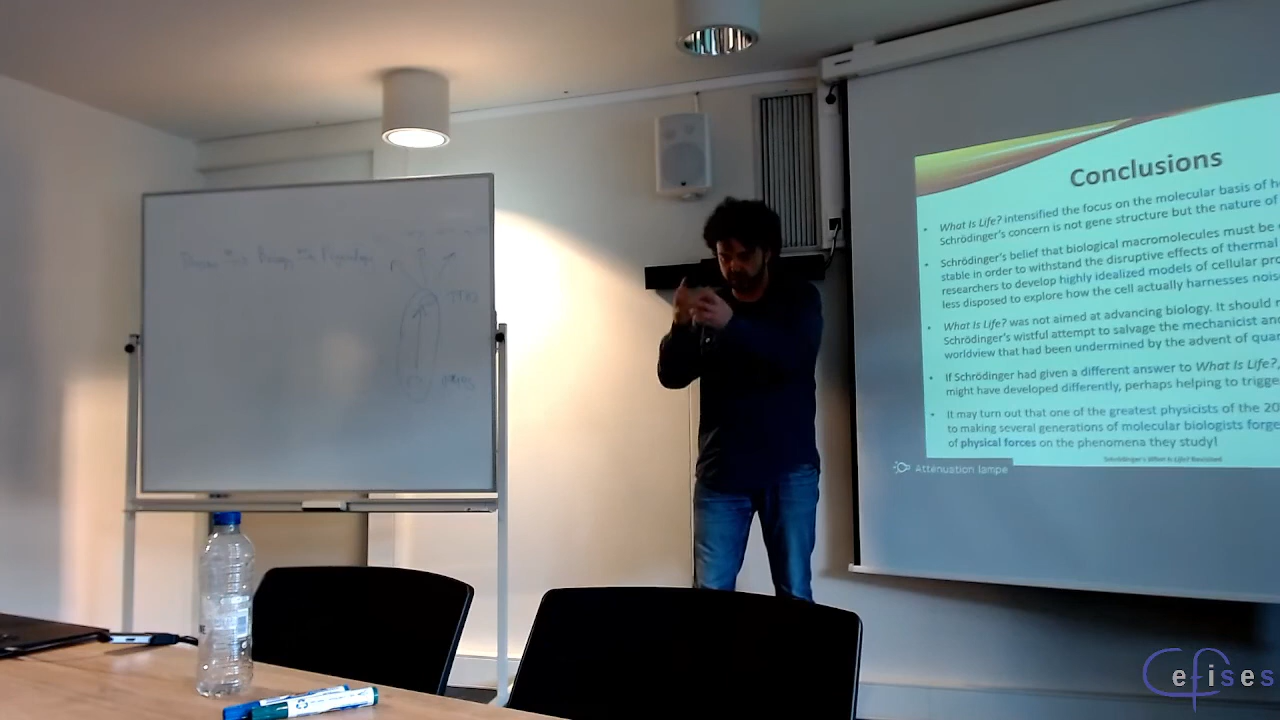 Conclusions
What Is Life? intensified the focus on the molecular basis of
Schrödinger's concern is not gene structure but the nature of
Schrödinger's belief that biological macromolecules must be
stable in order to withstand the disruptive effects of thermal
researchers to develop highly idealized models of cellular
less disposed to explore how the cell actually harnesses
What Is Life? was not aimed at advancing biology. It should
Schrödinger's wistful attempt to salvage the mechanicist
worldview that had been undermined by the advent of
If Schrödinger had given a different answer to What Is Life?,
might have developed differently, perhaps helping to
It may turn out that one of the greatest physicists of the 20
to making several generations of molecular biologists
of physical forces on the phenomena they study!
Schrödinger's What Is Life? Revisited
Atténuation lampe
Cefises